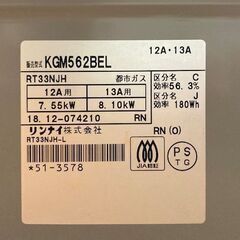 販売型式 KGM562BEL
12A・13A
RT33NJH 都市ガス
区分名 C
効率56.3%
12A用 13A用
区分名 J
7.55kW 8.10kW
効率 180Wh
18.12-074210 RN
リンナイ株式会社
RN(O)
RT33NJH-L
JIA認証
PS
TG
*51-3578